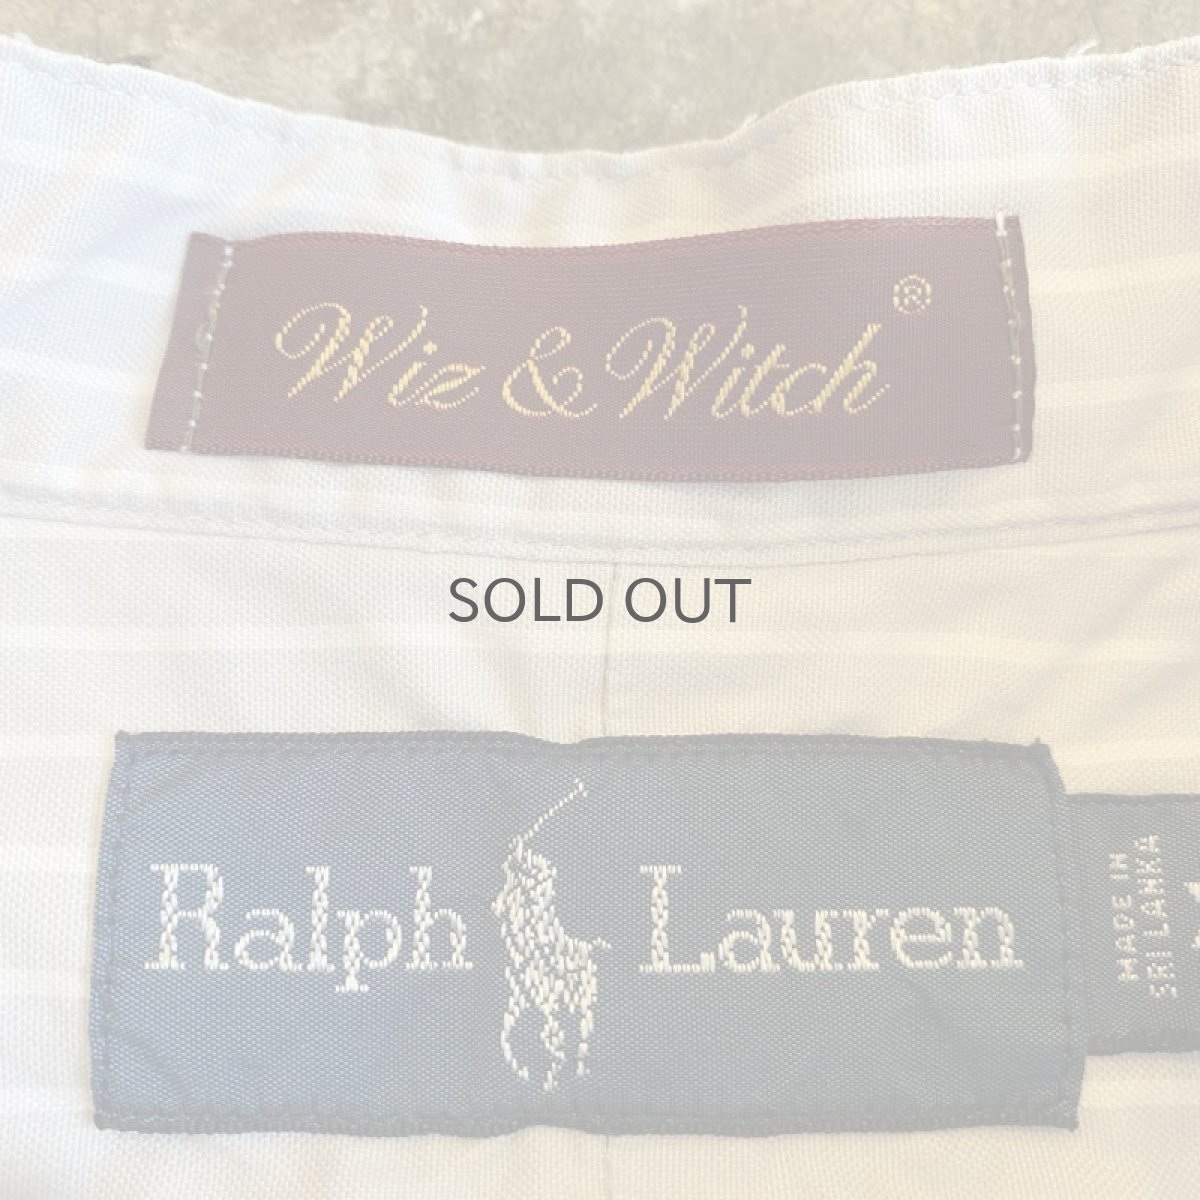 Wiz & Witch®
SOLD OUT
Ralph Lauren
MADE IN
SRI LANKA